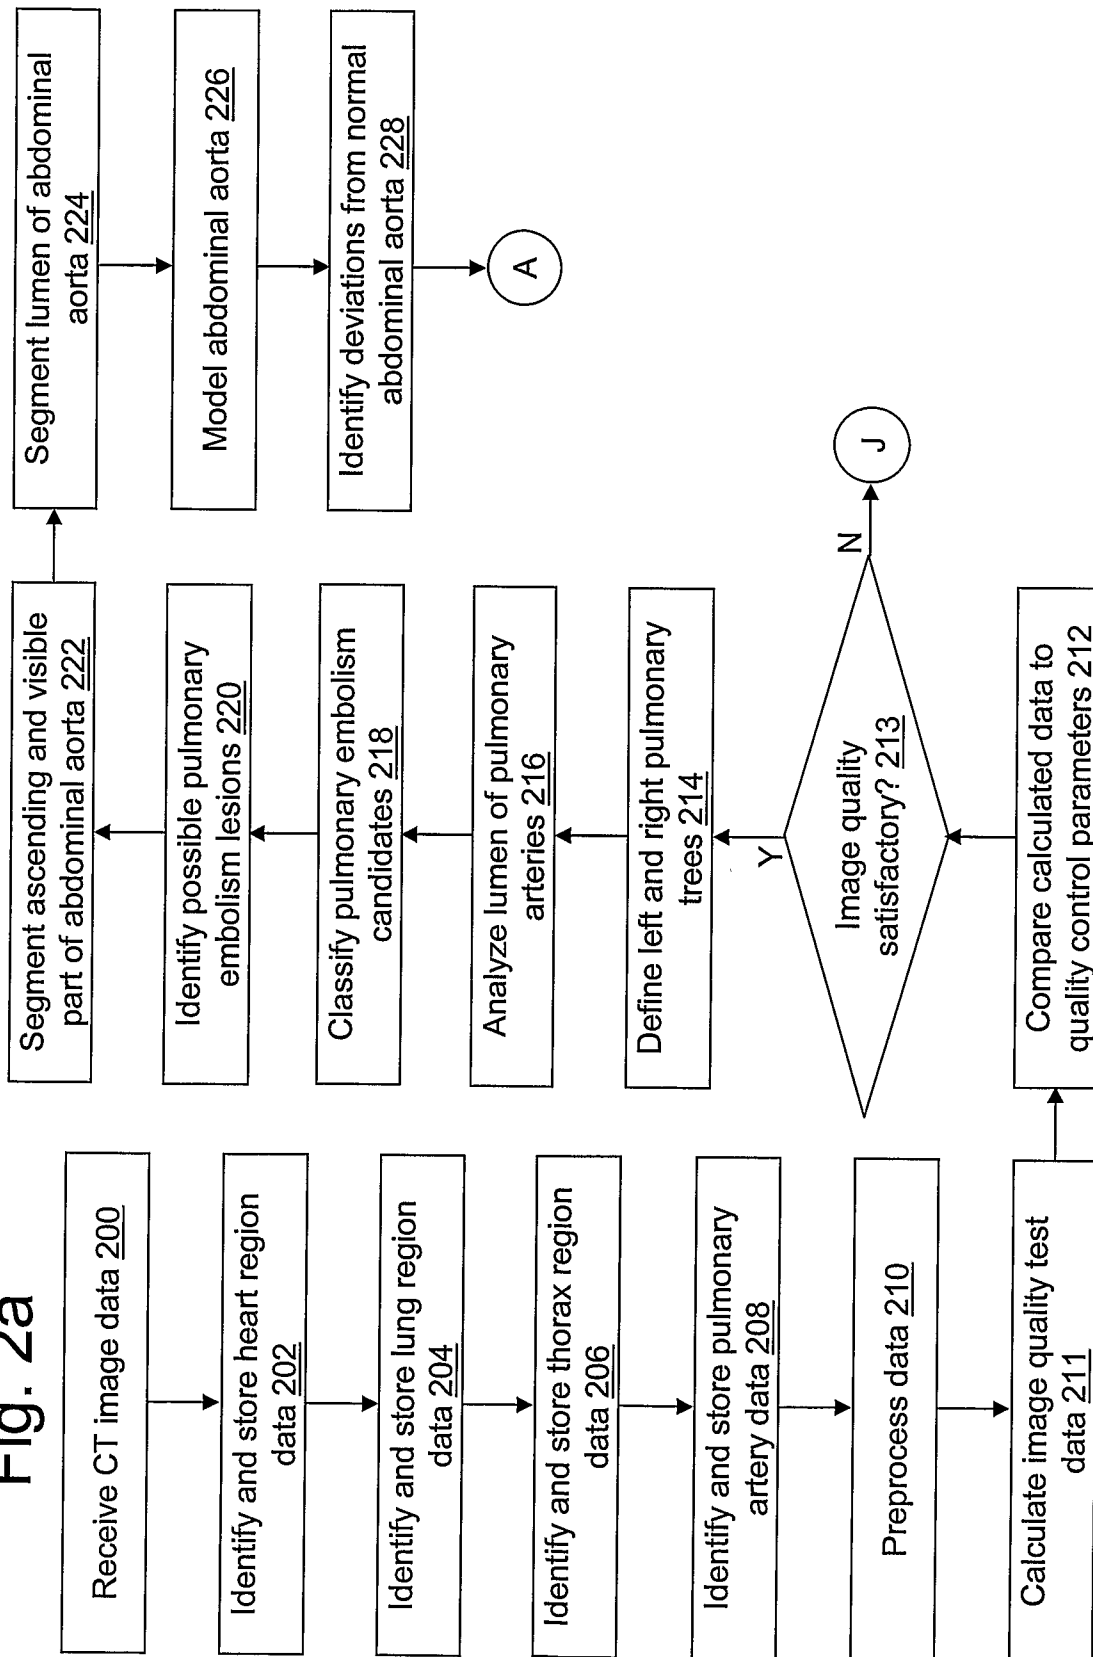 Fig. 2a
Receive CT image data 200
Identify and store heart region
data 202
Identify and store lung region
data 204
Identify and store thorax region
data 206
Identify and store pulmonary
artery data 208
Preprocess data 210
Calculate image quality test
data 211
Compare calculated data to
quality control parameters 212
Image quality
satisfactory? 213
Y
N
J
Define left and right pulmonary
trees 214
Analyze lumen of pulmonary
arteries 216
Classify pulmonary embolism
candidates 218
Identify possible pulmonary
embolism lesions 220
Segment ascending and visible
part of abdominal aorta 222
Segment lumen of abdominal
aorta 224
Model abdominal aorta 226
Identify deviations from normal
abdominal aorta 228
A